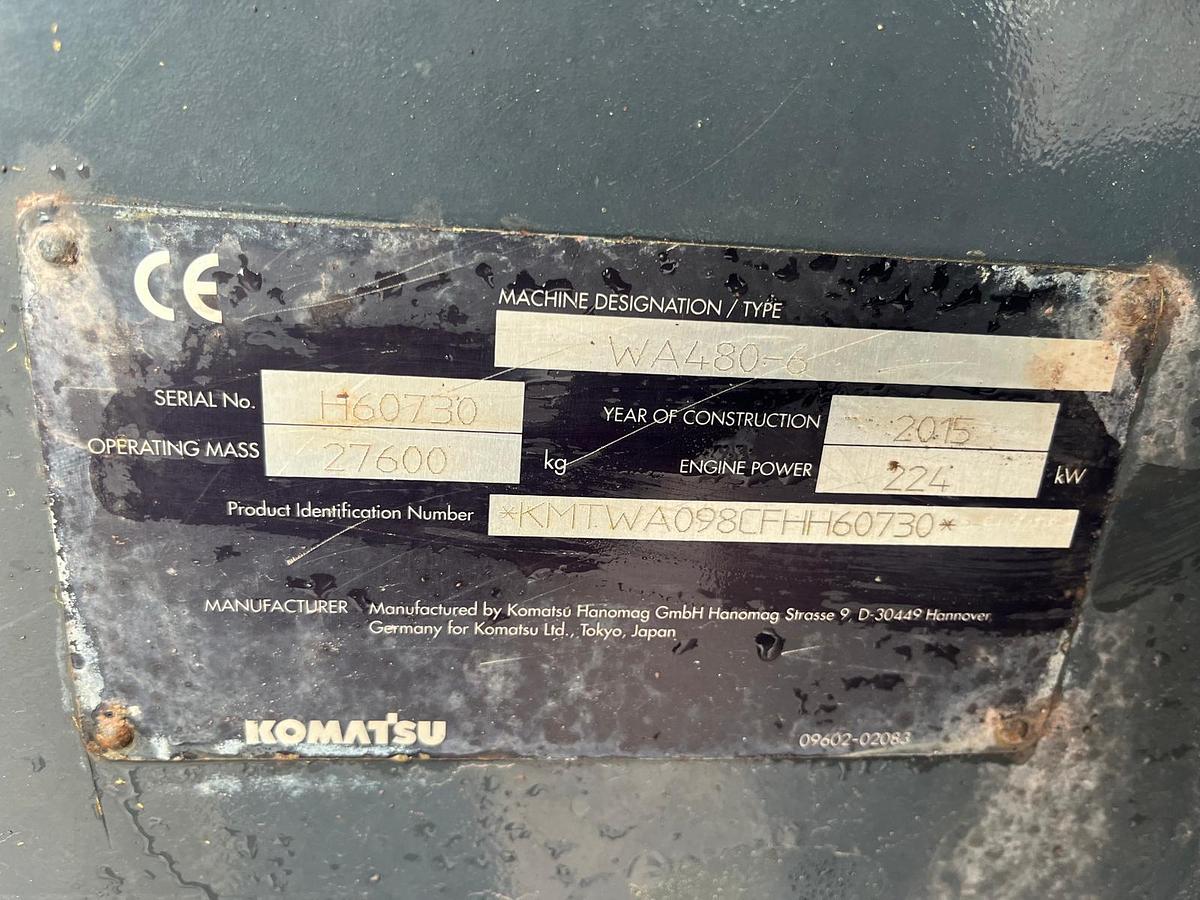 CE
MACHINE DESIGNATION / TYPE
WA480-6
SERIAL No. H60730
YEAR OF CONSTRUCTION 2015
OPERATING MASS 27600 kg
ENGINE POWER 224 kW
Product Identification Number *KMTWA098CFHH60730*
MANUFACTURER Manufactured by Komatsu Hanomag GmbH Hanomag Strasse 9, D-30449 Hannover
Germany for Komatsu Ltd., Tokyo, Japan
KOMATSU
09602-02083